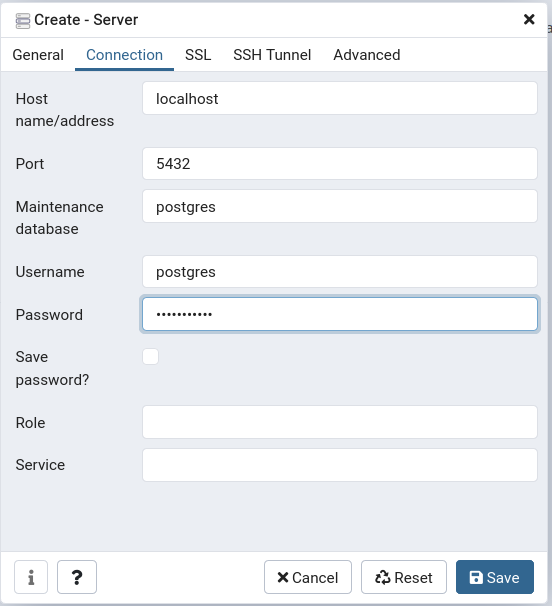 Create - Server
General Connection SSL SSH Tunnel Advanced
Host name/address localhost
Port 5432
Maintenance database postgres
Username postgres
Password •••••••••••
Save password?
Role
Service
i ? Cancel Reset Save